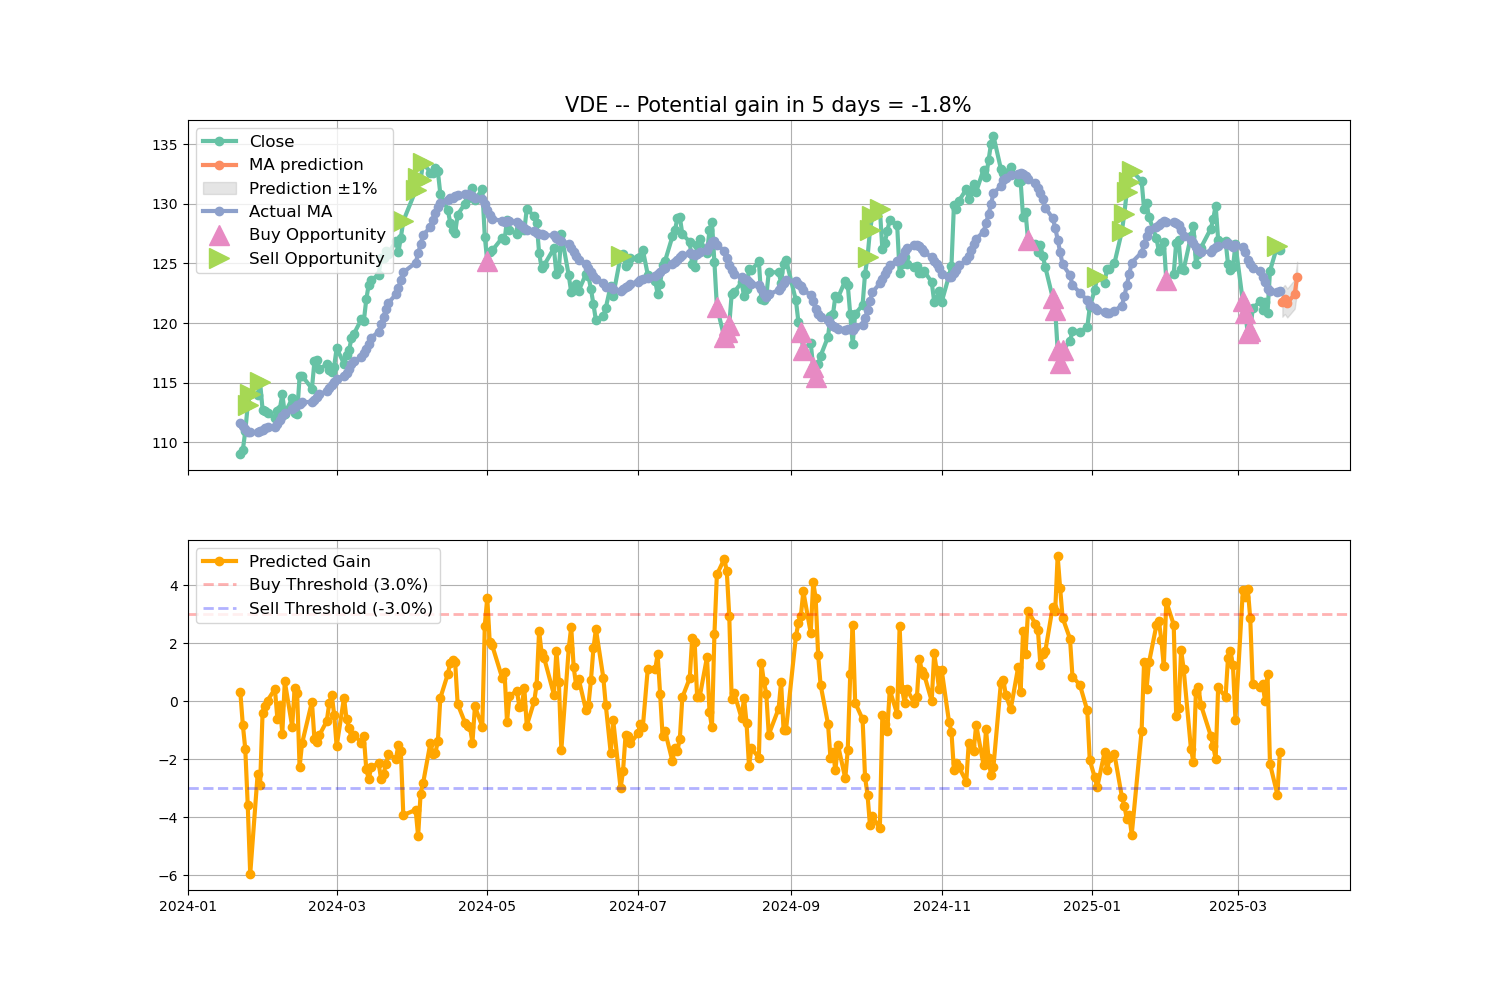 VDE -- Potential gain in 5 days = -1.8%
135
130
125
120
115
110
Close
MA prediction
Prediction ±1%
Actual MA
Buy Opportunity
Sell Opportunity
4
2
0
−2
−4
−6
Predicted Gain
Buy Threshold (3.0%)
Sell Threshold (-3.0%)
2024-01 2024-03 2024-05 2024-07 2024-09 2024-11 2025-01 2025-03